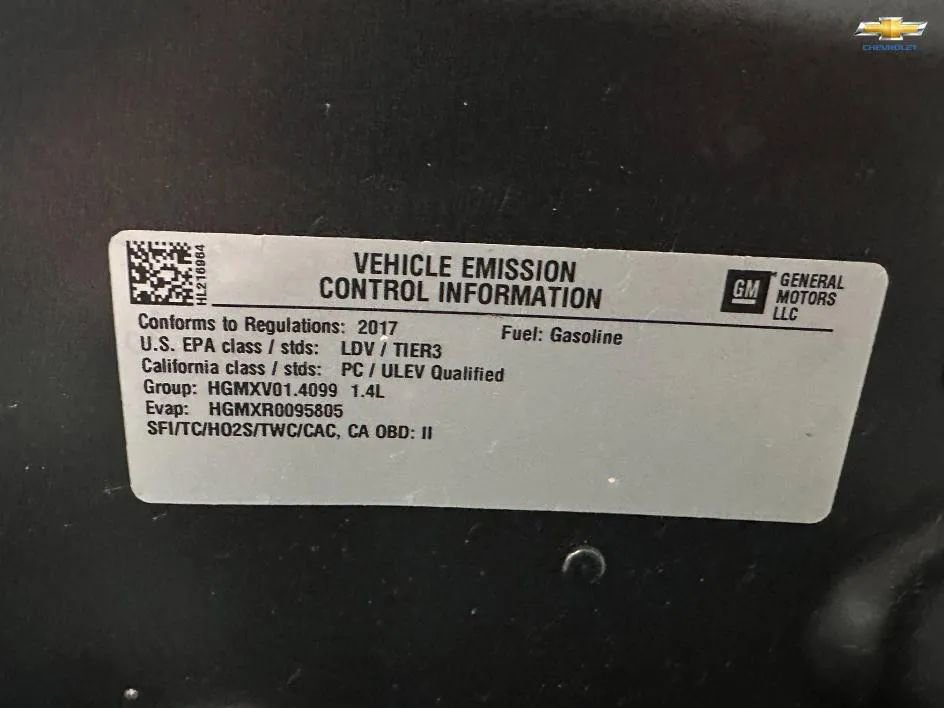 CHEVROLET
HL216964
VEHICLE EMISSION
CONTROL INFORMATION
GM
GENERAL
MOTORS
LLC
Conforms to Regulations: 2017
Fuel: Gasoline
U.S. EPA class / stds: LDV / TIER3
California class / stds: PC / ULEV Qualified
Group: HGMXV01.4099 1.4L
Evap: HGMXR0095805
SFI/TC/HO2S/TWC/CAC, CA OBD: II